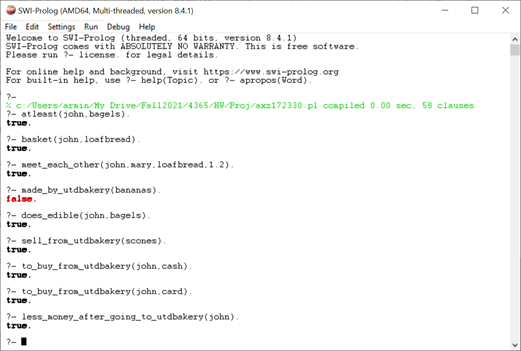 SWI-Prolog (AMD64, Multi-threaded, version 8.4.1)
File Edit Settings Run Debug Help
Welcome to SWI-Prolog (threaded, 64 bits, version 8.4.1)
SWI-Prolog comes with ABSOLUTELY NO WARRANTY. This is free software.
Please run ?- license. for legal details.
For online help and background, visit https://www.swi-prolog.org
For built-in help, use ?- help(Topic). or ?- apropos(Word).
?-
% c:/Users/armin/My Drive/Fall2021/4365/HW/Proj/axz172330.pl compiled 0.00 sec, 58 clauses
?- atleast(john,bagels).
true.
?- basket(john,loafbread).
true.
?- meet_each_other(john,mary,loafbread,1.2).
true.
?- made_by_utdbakery(bananas).
false.
?- does_edible(john,bagels).
true.
?- sell_from_utdbakery(scones).
true.
?- to_buy_from_utdbakery(john,cash).
true.
?- to_buy_from_utdbakery(john,card).
true.
?- less_money_after_going_to_utdbakery(john).
true.
?-